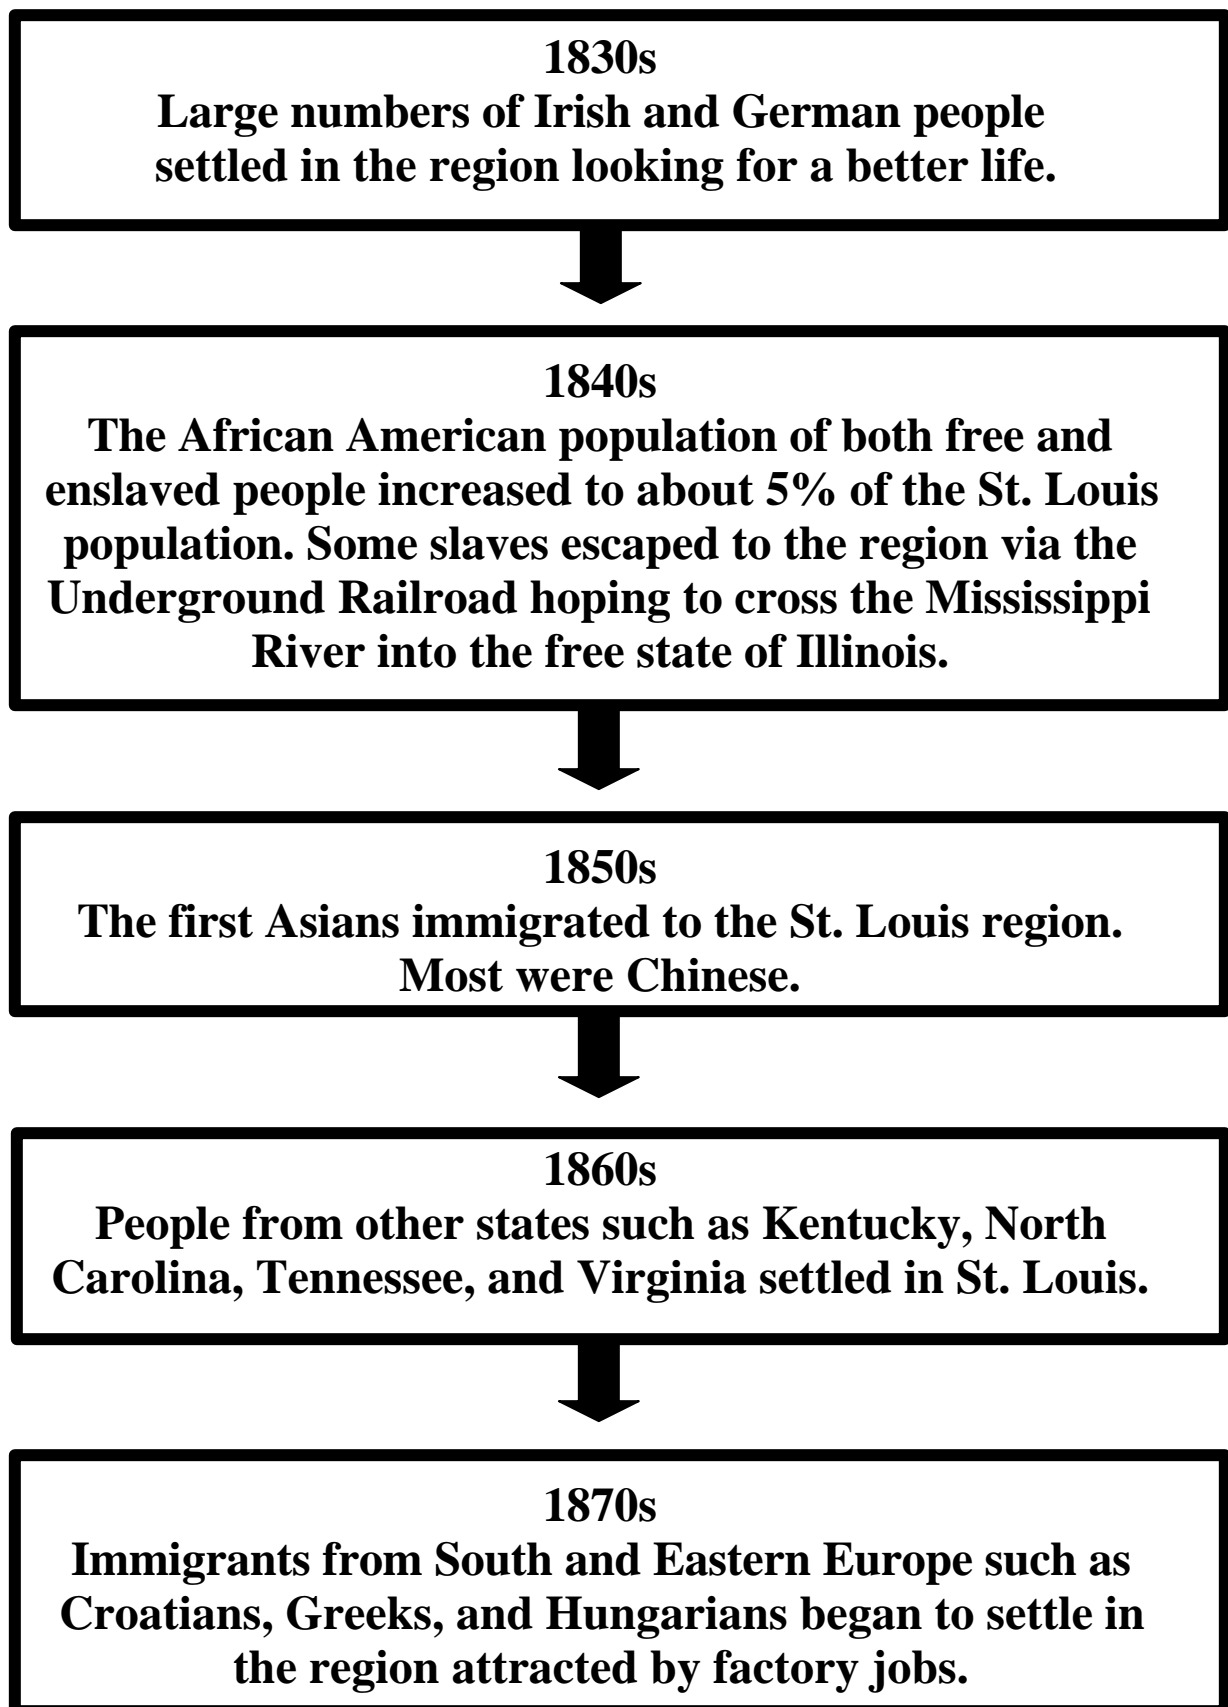 1830s
Large numbers of Irish and German people
settled in the region looking for a better life.
1840s
The African American population of both free and
enslaved people increased to about 5% of the St. Louis
population. Some slaves escaped to the region via the
Underground Railroad hoping to cross the Mississippi
River into the free state of Illinois.
1850s
The first Asians immigrated to the St. Louis region.
Most were Chinese.
1860s
People from other states such as Kentucky, North
Carolina, Tennessee, and Virginia settled in St. Louis.
1870s
Immigrants from South and Eastern Europe such as
Croatians, Greeks, and Hungarians began to settle in
the region attracted by factory jobs.